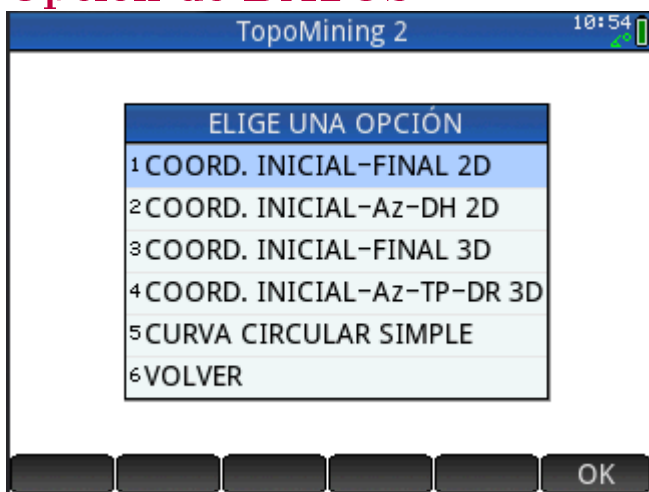 TopoMining 2
10:54
ELIGE UNA OPCIÓN
1 COORD. INICIAL-FINAL 2D
2 COORD. INICIAL-Az-DH 2D
3 COORD. INICIAL-FINAL 3D
4 COORD. INICIAL-Az-TP-DR 3D
5 CURVA CIRCULAR SIMPLE
6 VOLVER
OK